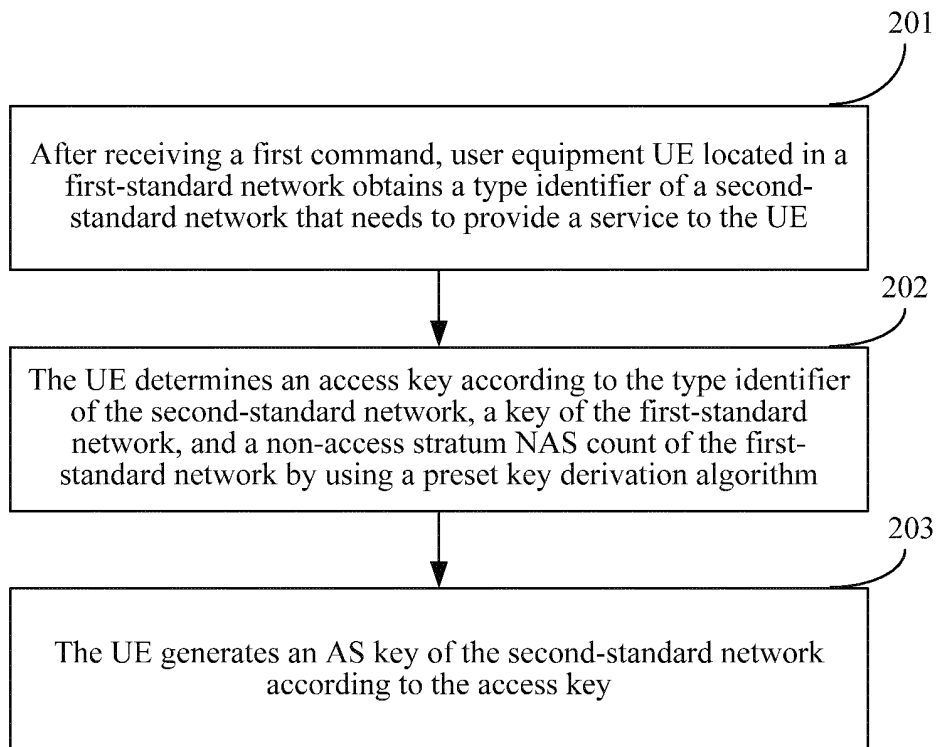 201
After receiving a first command, user equipment UE located in a
first-standard network obtains a type identifier of a second-
standard network that needs to provide a service to the UE
202
The UE determines an access key according to the type identifier
of the second-standard network, a key of the first-standard
network, and a non-access stratum NAS count of the first-
standard network by using a preset key derivation algorithm
203
The UE generates an AS key of the second-standard network
according to the access key